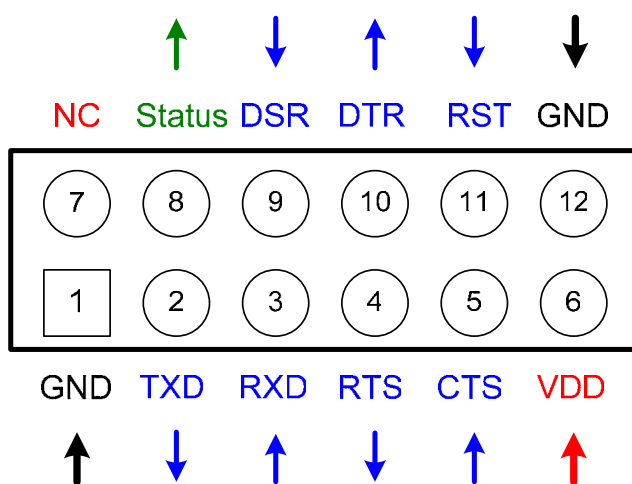 NC Status DSR DTR RST GND
7 8 9 10 11 12
1 2 3 4 5 6
GND TXD RXD RTS CTS VDD